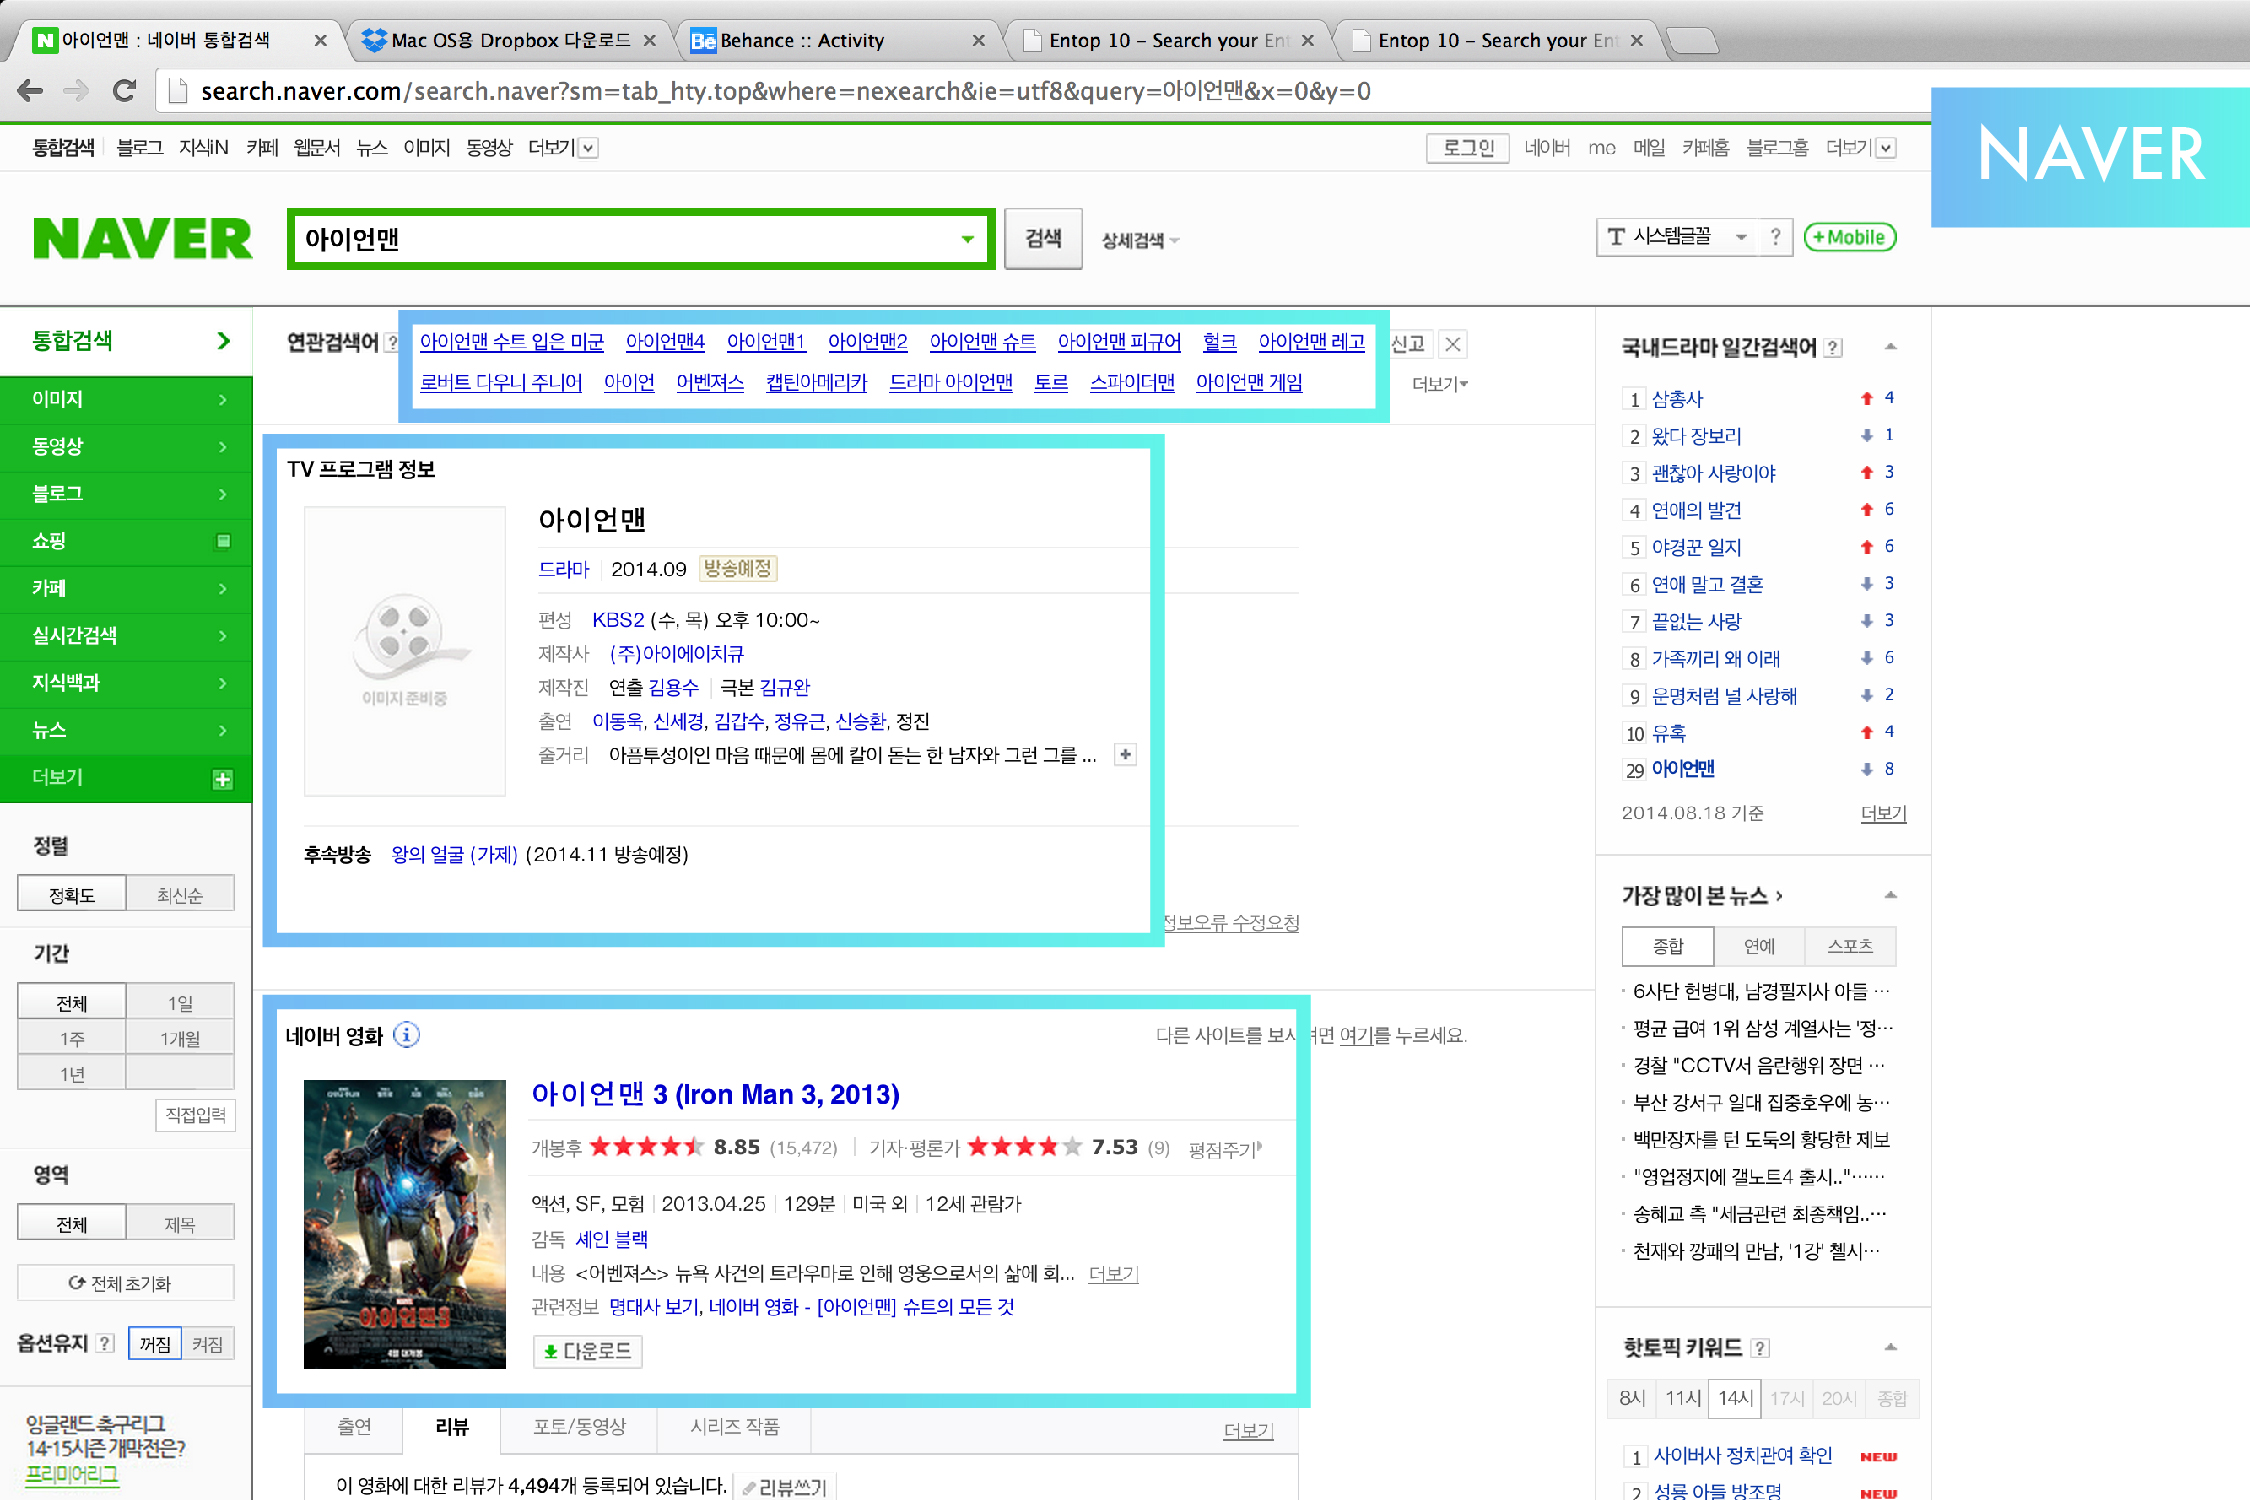 아이언맨 : 네이버 통합검색
Mac OS용 Dropbox 다운로드
Bē Behance :: Activity
Entop 10 – Search your Ent
Entop 10 – Search your Ent
search.naver.com/search.naver?sm=tab_hty.top&where=nexearch&ie=utf8&query=아이언맨&x=0&y=0
통합검색 블로그 지식iN 카페 웹문서 뉴스 이미지 동영상 더보기
로그인 네이버 me 메일 카페홈 블로그홈 더보기
NAVER
NAVER
아이언맨
검색
상세검색
T 시스템글꼴 ?
+Mobile
통합검색
이미지
동영상
블로그
쇼핑
카페
실시간검색
지식백과
뉴스
더보기
정렬
정확도 최신순
기간
전체 1일
1주 1개월
1년
직접입력
영역
전체 제목
전체 초기화
옵션유지 ? 꺼짐 켜짐
잉글랜드 축구리그
14-15시즌 개막전은?
프리미어리그
연관검색어 ?
아이언맨 수트 입은 미군 아이언맨4 아이언맨1 아이언맨2 아이언맨 슈트 아이언맨 피규어 헐크 아이언맨 레고
신고
로버트 다우니 주니어 아이언 어벤져스 캡틴아메리카 드라마 아이언맨 토르 스파이더맨 아이언맨 게임
더보기
TV 프로그램 정보
이미지 준비중
아이언맨
드라마 2014.09 방송예정
편성 KBS2 (수, 목) 오후 10:00~
제작사 (주)아이에이치큐
제작진 연출 김용수 극본 김규완
출연 이동욱, 신세경, 김갑수, 정유근, 신승환, 정진
줄거리 아픔투성이인 마음 때문에 몸에 칼이 돋는 한 남자와 그런 그를 ...
후속방송 왕의 얼굴 (가제) (2014.11 방송예정)
정보오류 수정요청
네이버 영화
다른 사이트를 보시려면 여기를 누르세요.
아이언맨3
4월 대개봉
아이언맨 3 (Iron Man 3, 2013)
개봉후 8.85 (15,472) 기자·평론가 7.53 (9) 평점주기
액션, SF, 모험 2013.04.25 129분 미국 외 12세 관람가
감독 셰인 블랙
내용 <어벤져스> 뉴욕 사건의 트라우마로 인해 영웅으로서의 삶에 회... 더보기
관련정보 명대사 보기, 네이버 영화 - [아이언맨] 슈트의 모든 것
다운로드
출연 리뷰 포토/동영상 시리즈 작품 더보기
이 영화에 대한 리뷰가 4,494개 등록되어 있습니다. 리뷰쓰기
국내드라마 일간검색어 ?
1 삼총사 4
2 왔다 장보리 1
3 괜찮아 사랑이야 3
4 연애의 발견 6
5 야경꾼 일지 6
6 연애 말고 결혼 3
7 끝없는 사랑 3
8 가족끼리 왜 이래 6
9 운명처럼 널 사랑해 2
10 유혹 4
29 아이언맨 8
2014.08.18 기준 더보기
가장 많이 본 뉴스
종합 연예 스포츠
6사단 헌병대, 남경필지사 아들 …
평균 급여 1위 삼성 계열사는 '정…
경찰 "CCTV서 음란행위 장면 …
부산 강서구 일대 집중호우에 농…
백만장자를 턴 도둑의 황당한 제보
"영업정지에 갤노트4 출시.."……
송혜교 측 "세금관련 최종책임..…
천재와 깡패의 만남, '1강' 첼시…
핫토픽 키워드 ?
8시 11시 14시 17시 20시 종합
1 사이버사 정치관여 확인 NEW
2 성룡 아들 방조명 NEW